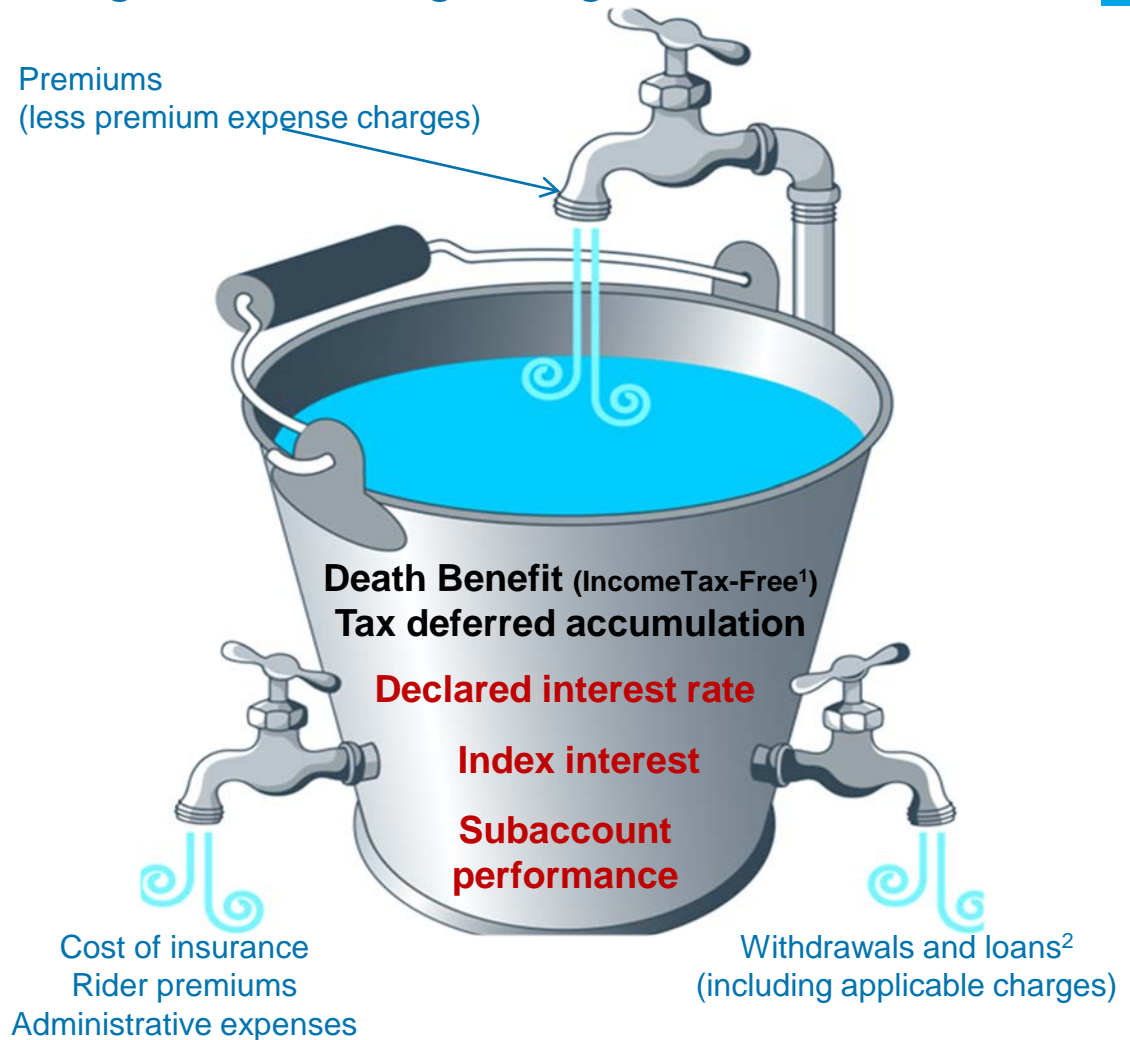 Premiums
(less premium expense charges)
Death Benefit (IncomeTax-Free¹)
Tax deferred accumulation
Declared interest rate
Index interest
Subaccount
performance
Cost of insurance
Rider premiums
Administrative expenses
Withdrawals and loans²
(including applicable charges)